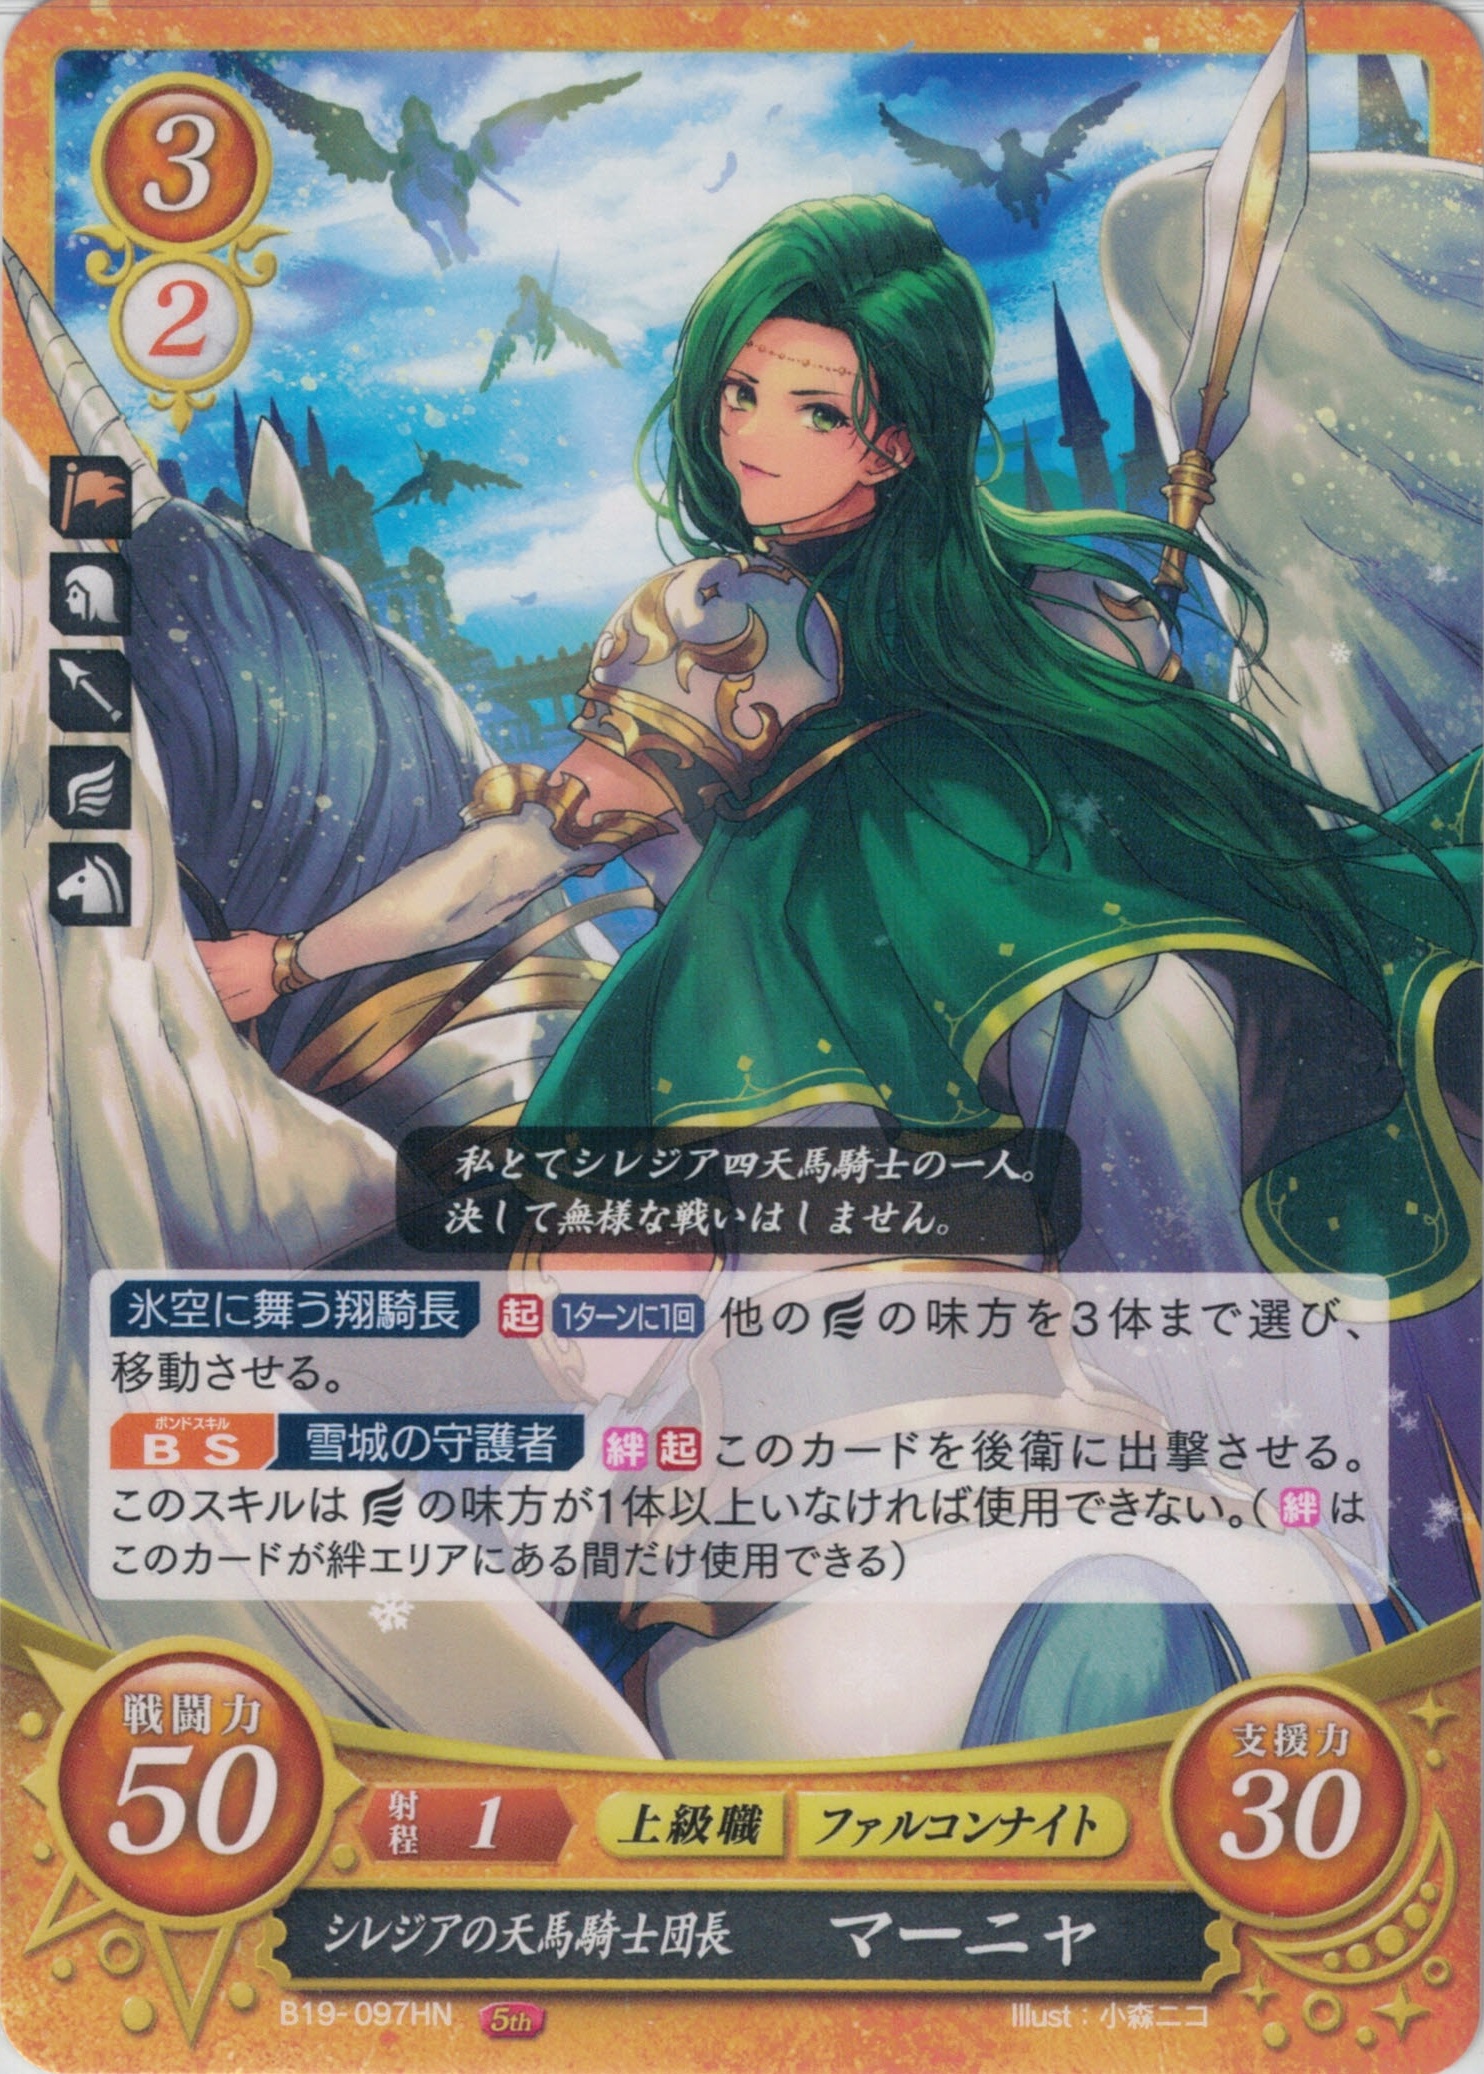 3
2
私とてシレジア四天馬騎士の一人。
決して無様な戦いはしません。
氷空に舞う翔騎長 起 1ターンに1回 他の の味方を3体まで選び、
移動させる。
ボンドスキル
BS 雪城の守護者 絆 起 このカードを後衛に出撃させる。
このスキルは の味方が1体以上いなければ使用できない。(絆は
このカードが絆エリアにある間だけ使用できる)
戦闘力
50
射程 1 上級職 ファルコンナイト
支援力
30
シレジアの天馬騎士団長 マーニャ
B19-097HN 5th Illust:小森ニコ